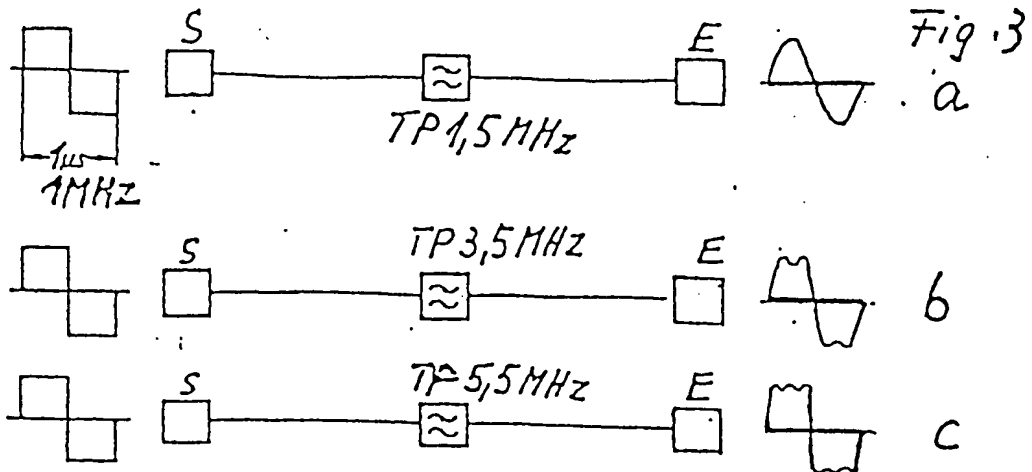 Fig. 3
S E
a
TP 1,5 MHz
1µs
1MHz
TP 3,5 MHz
S E
b
TP 5,5 MHz
S E
c